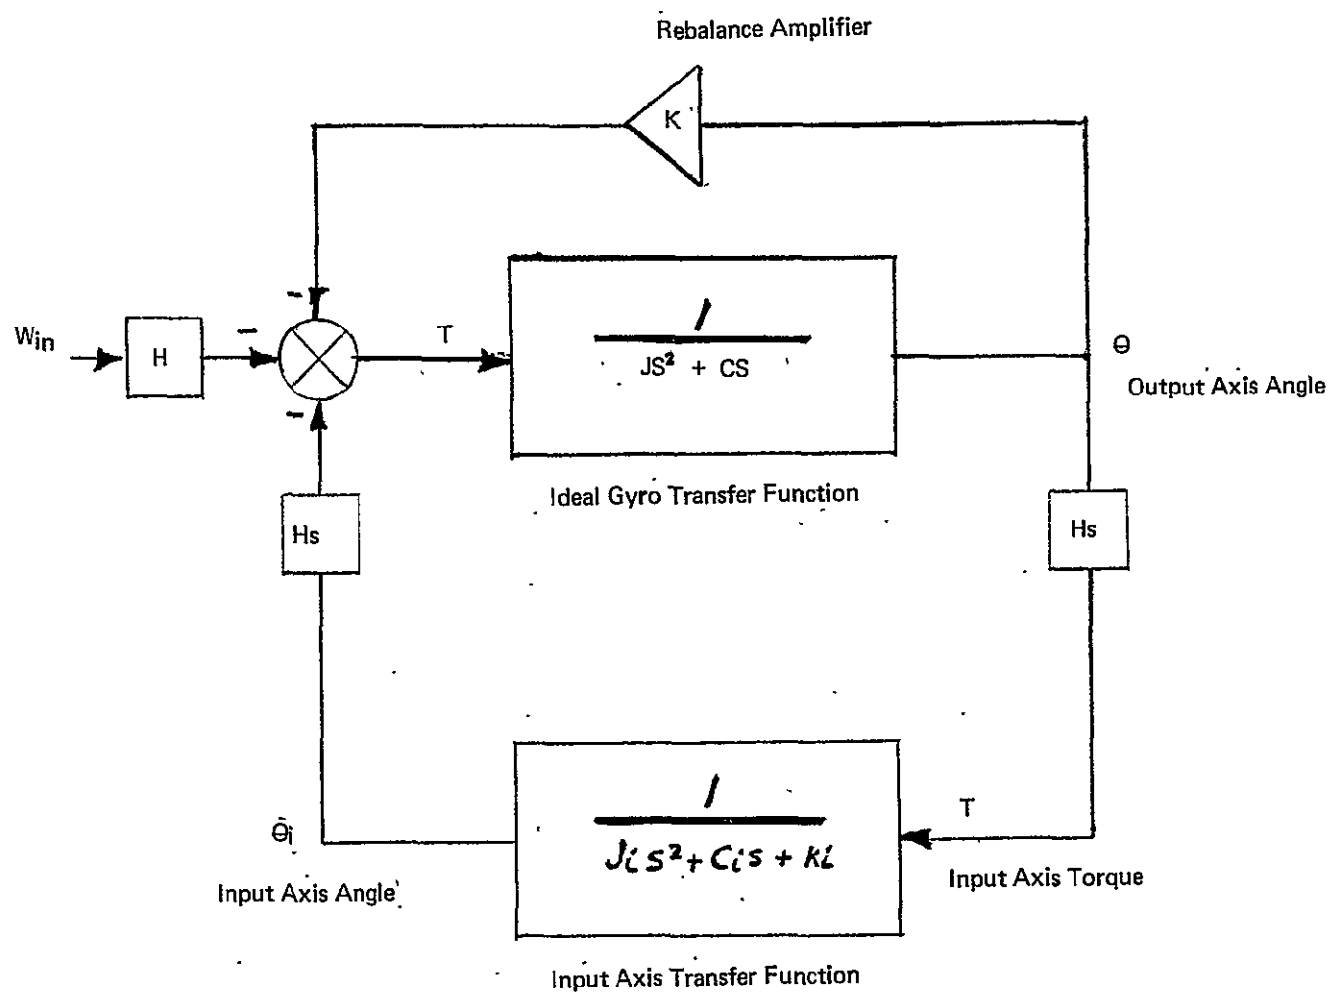 Rebalance Amplifier
K
Win
H
-
-
-
T
1
JS² + CS
Ideal Gyro Transfer Function
Θ
Output Axis Angle
Hs
Hs
Θi
Input Axis Angle
1
Jis² + Cis + Ki
T
Input Axis Torque
Input Axis Transfer Function